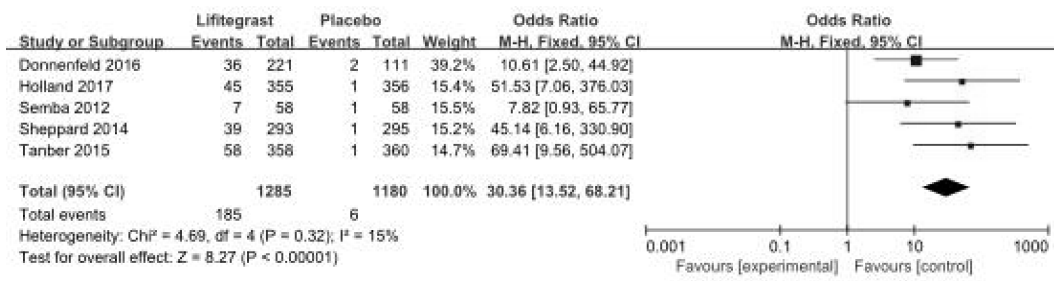 Lifitegrast Placebo Odds Ratio Odds Ratio
Study or Subgroup Events Total Events Total Weight M-H, Fixed, 95% CI M-H, Fixed, 95% CI
Donnenfeld 2016 36 221 2 111 39.2% 10.61 [2.50, 44.92]
Holland 2017 45 355 1 356 15.4% 51.53 [7.06, 376.03]
Semba 2012 7 58 1 58 15.5% 7.82 [0.93, 65.77]
Sheppard 2014 39 293 1 295 15.2% 45.14 [6.16, 330.90]
Tanber 2015 58 358 1 360 14.7% 69.41 [9.56, 504.07]
Total (95% CI) 1285 1180 100.0% 30.36 [13.52, 68.21]
Total events 185 6
Heterogeneity: Chi² = 4.69, df = 4 (P = 0.32); I² = 15%
Test for overall effect: Z = 8.27 (P < 0.00001)
0.001 0.1 1 10 1000
Favours [experimental] Favours [control]